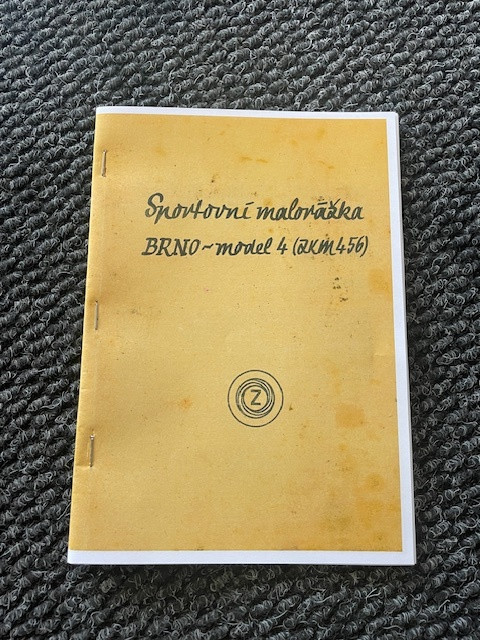 Sportovní malorážka
BRNO~model 4 (ZKM456)
Z